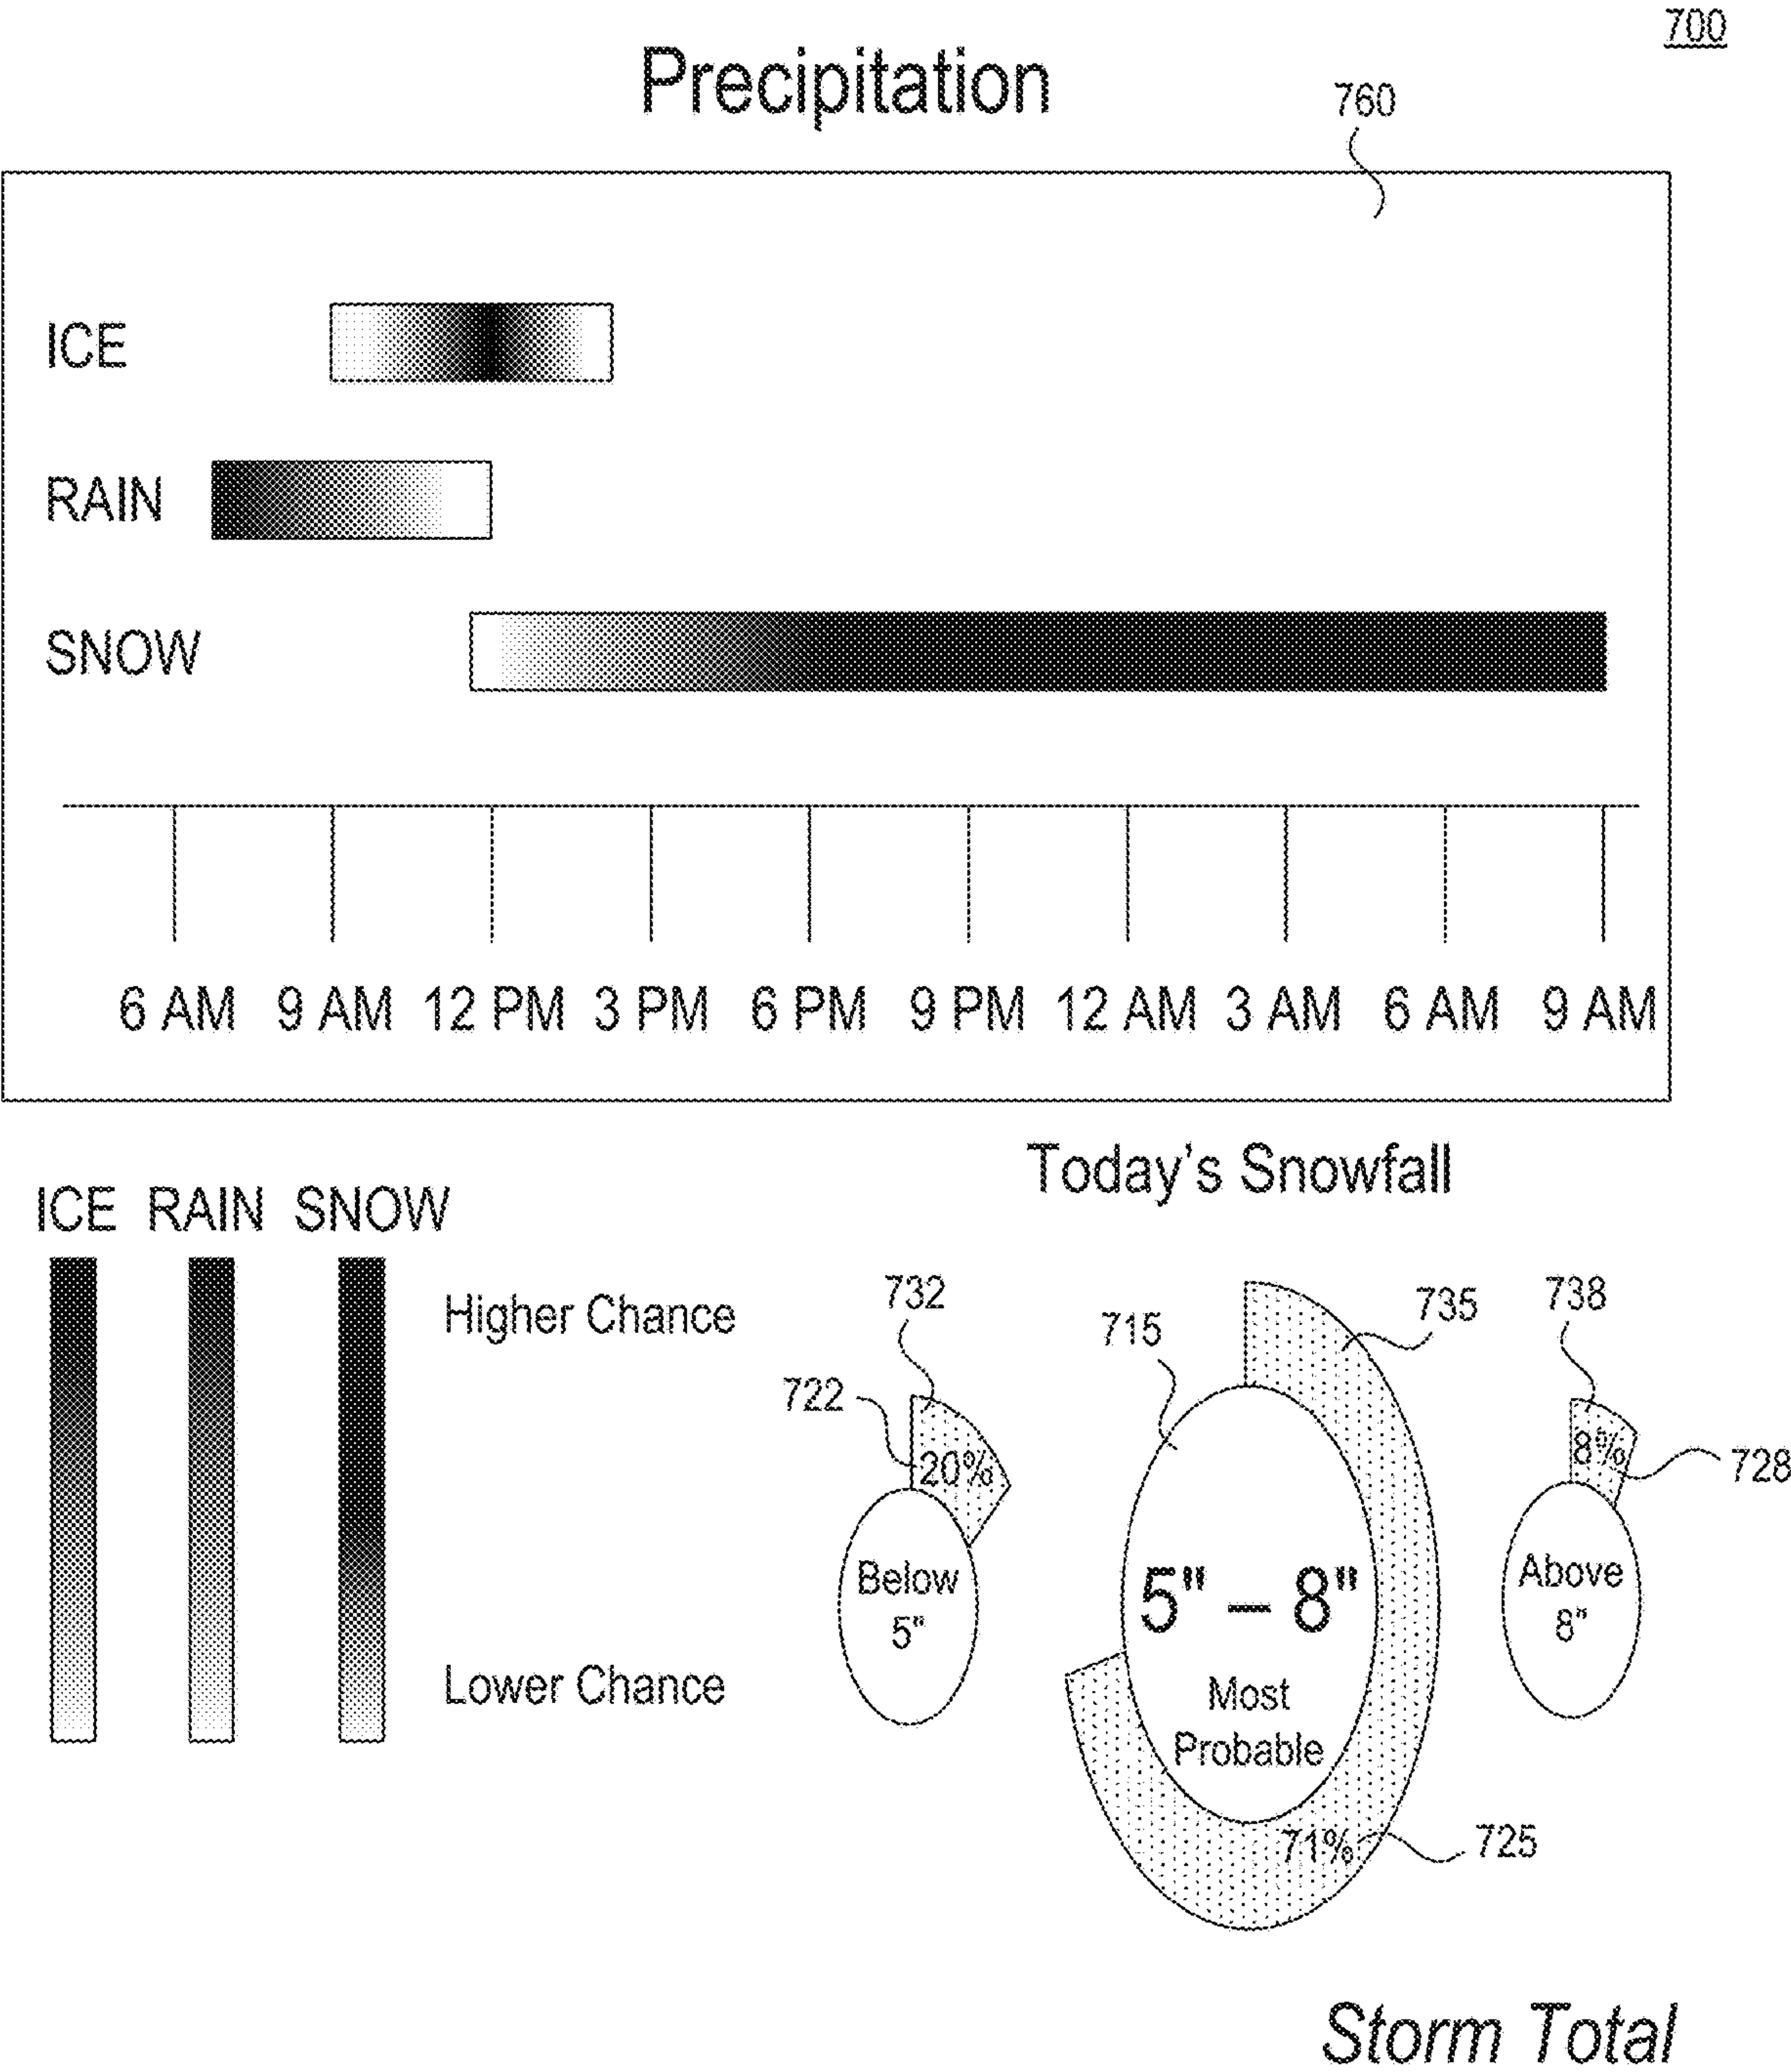 700
Precipitation
760
ICE
RAIN
SNOW
6 AM 9 AM 12 PM 3 PM 6 PM 9 PM 12 AM 3 AM 6 AM 9 AM
Today's Snowfall
ICE RAIN SNOW
Higher Chance
Lower Chance
732
722
20%
Below
5"
715
735
5" – 8"
Most
Probable
71%
725
738
8%
728
Above
8"
Storm Total